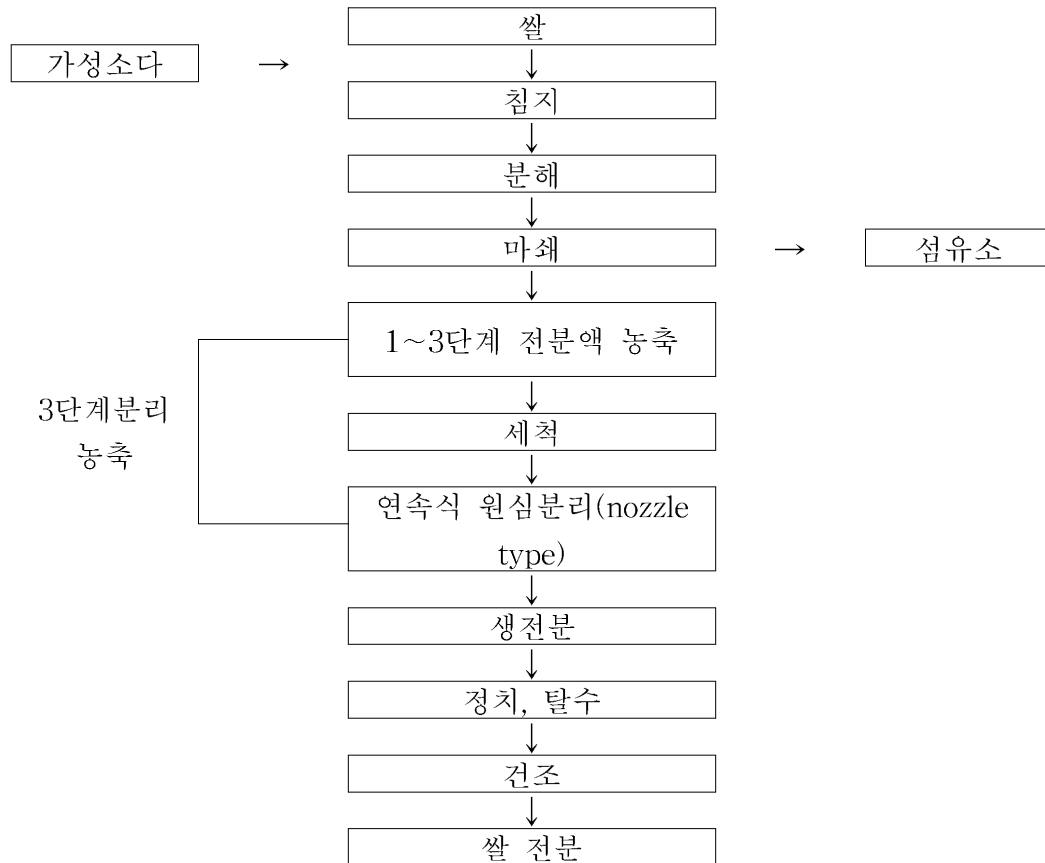 쌀
가성소다
→
침지
분해
마쇄
→
섬유소
1~3단계 전분액 농축
3단계분리
농축
세척
연속식 원심분리(nozzle
type)
생전분
정치, 탈수
건조
쌀 전분